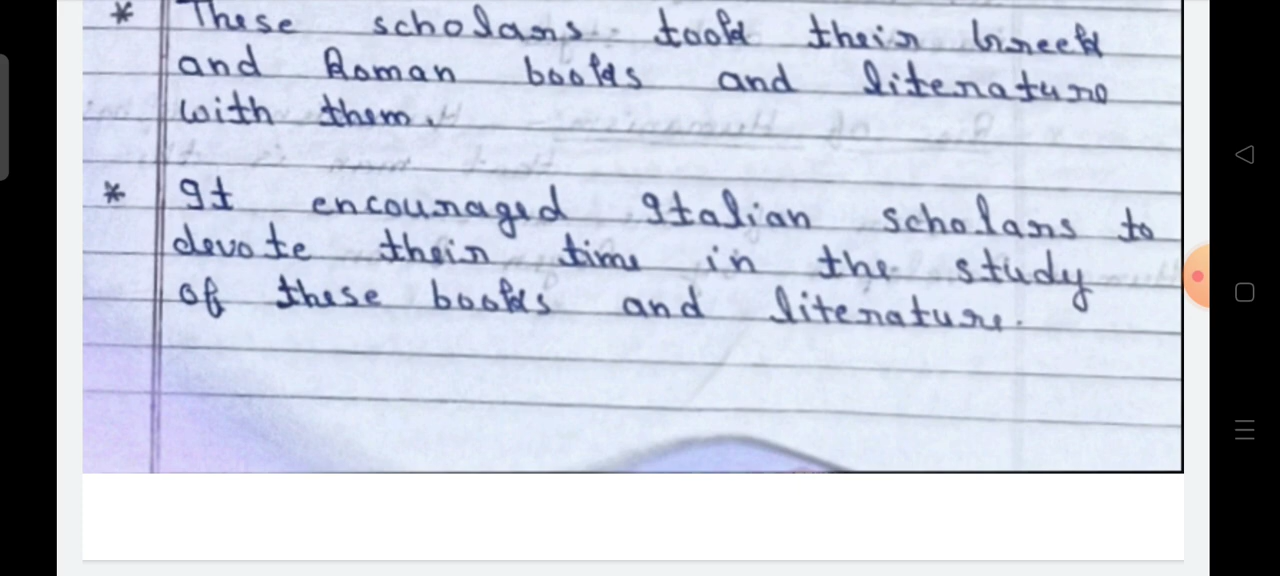 * These scholars took their Greek
and Roman books and literature
with them.
* It encouraged Italian scholars to
devote their time in the study
of these books and literature.